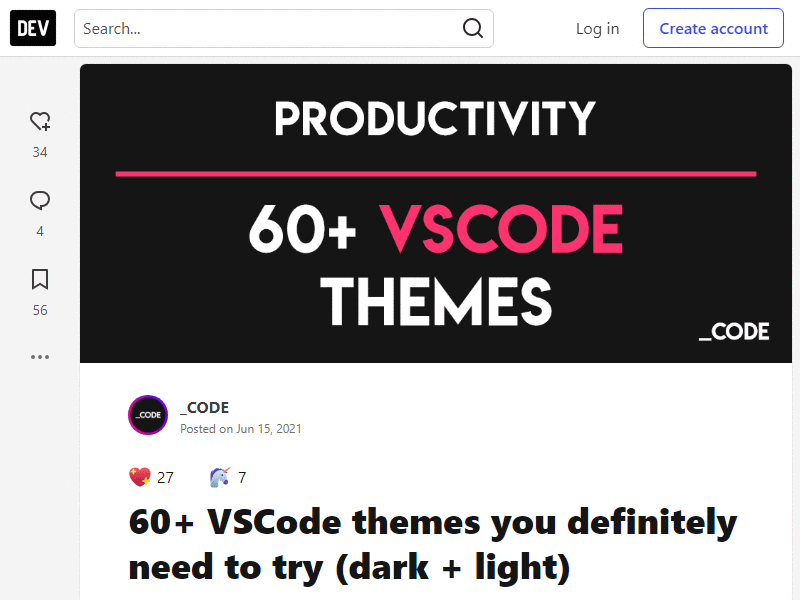 DEV
Search...
Log in
Create account
34
4
56
PRODUCTIVITY
60+ VSCODE
THEMES
_CODE
_CODE
_CODE
Posted on Jun 15, 2021
27
7
60+ VSCode themes you definitely
need to try (dark + light)